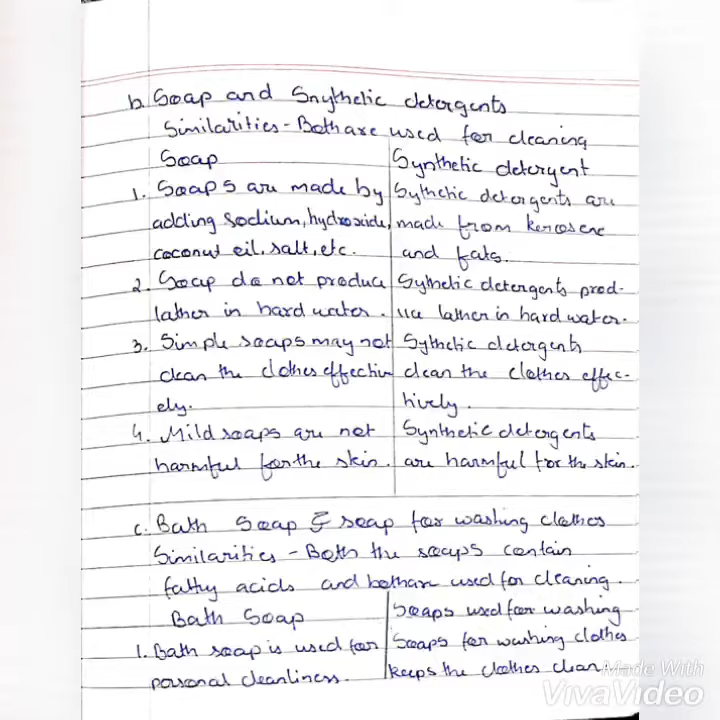 b. Soap and Snythetic detergents
Similarities - Both are used for cleaning
Soap | Synthetic detergent
1. Soaps are made by | Sythetic detergents are
adding sodium, hydroxide, | made from kerosene
coconut oil, salt, etc. | and fats.
2. Soap do not produce | Sythetic detergents prod-
lather in hard water. | uce lather in hard water.
3. Simple soaps may not | Sythetic detergents
clean the clothes effectiv | clean the clothes effec-
ely. | tively.
4. Mild soaps are not | Synthetic detergents
harmful for the skin. | are harmful for the skin.
c. Bath Soap & soap for washing clothes
Similarities - Both the soaps contain
fatty acids and both are used for cleaning.
Bath Soap | Soaps used for washing
1. Bath soap is used for | Soaps for washing clothes
personal cleanliness. | keeps the clothes clean.
Made With
VivaVideo